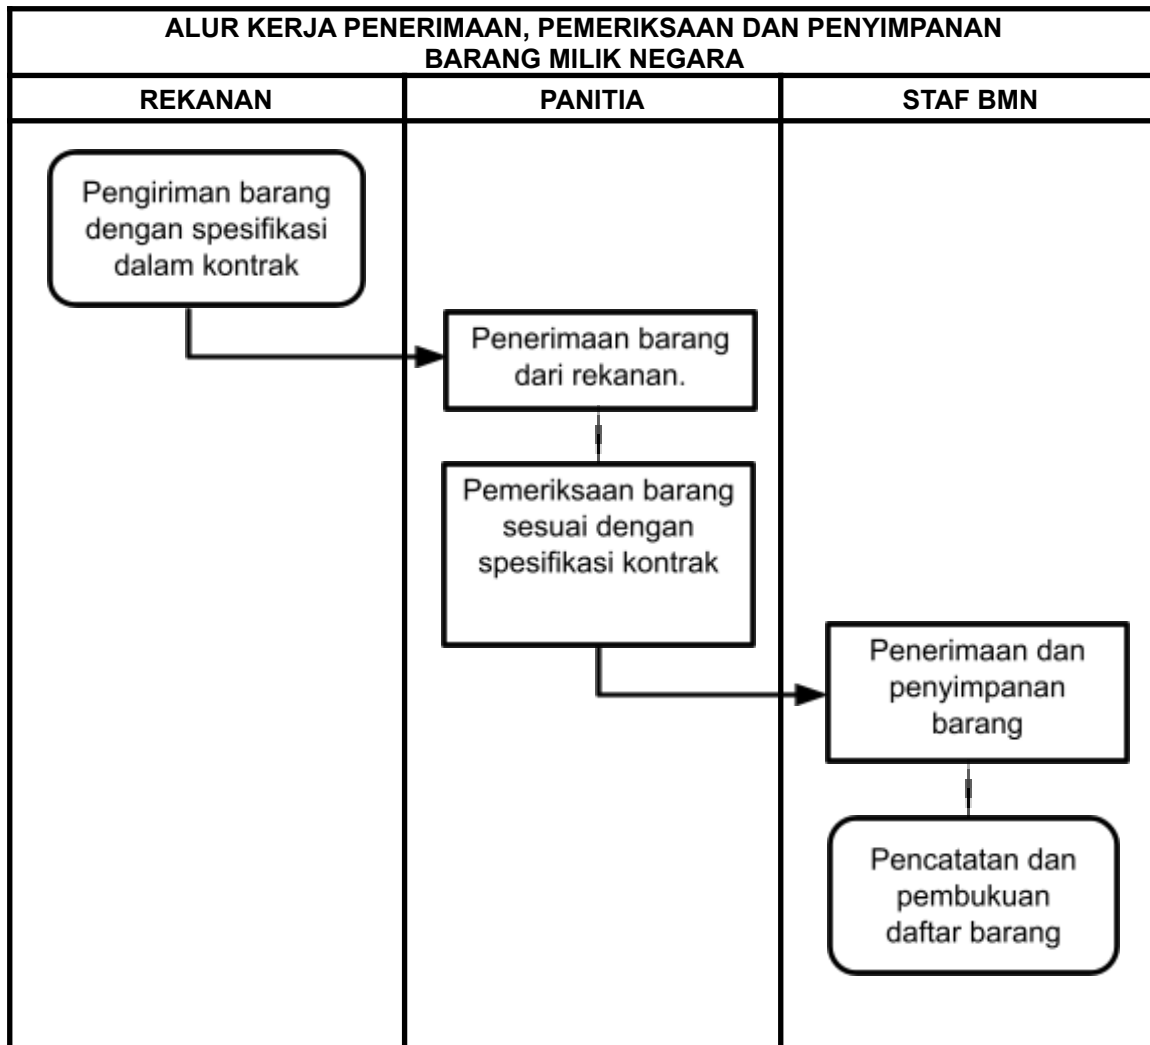 ALUR KERJA PENERIMAAN, PEMERIKSAAN DAN PENYIMPANAN
BARANG MILIK NEGARA
REKANAN
PANITIA
STAF BMN
Pengiriman barang
dengan spesifikasi
dalam kontrak
Penerimaan barang
dari rekanan.
Pemeriksaan barang
sesuai dengan
spesifikasi kontrak
Penerimaan dan
penyimpanan
barang
Pencatatan dan
pembukuan
daftar barang